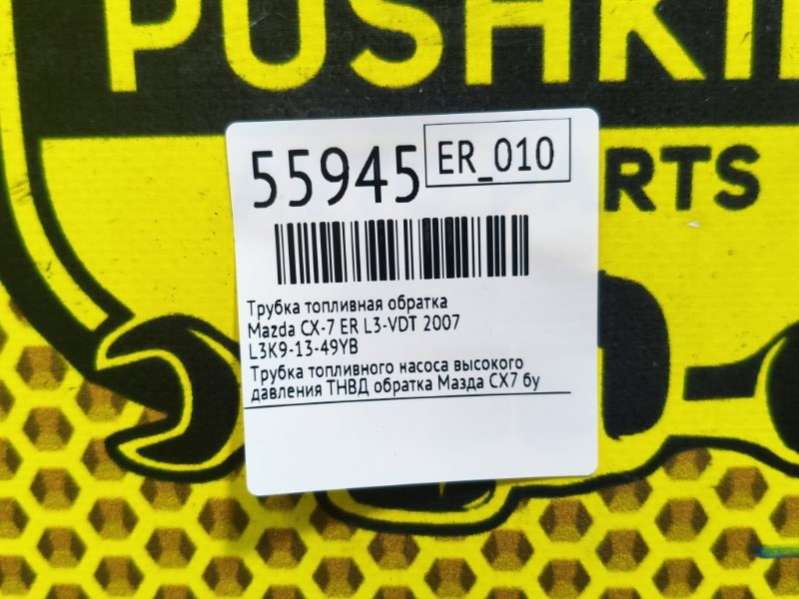 PUSHKI
RTS
55945
ER_010
Трубка топливная обратка
Mazda CX-7 ER L3-VDT 2007
L3K9-13-49YB
Трубка топливного насоса высокого
давления ТНВД обратка Мазда СХ7 бу